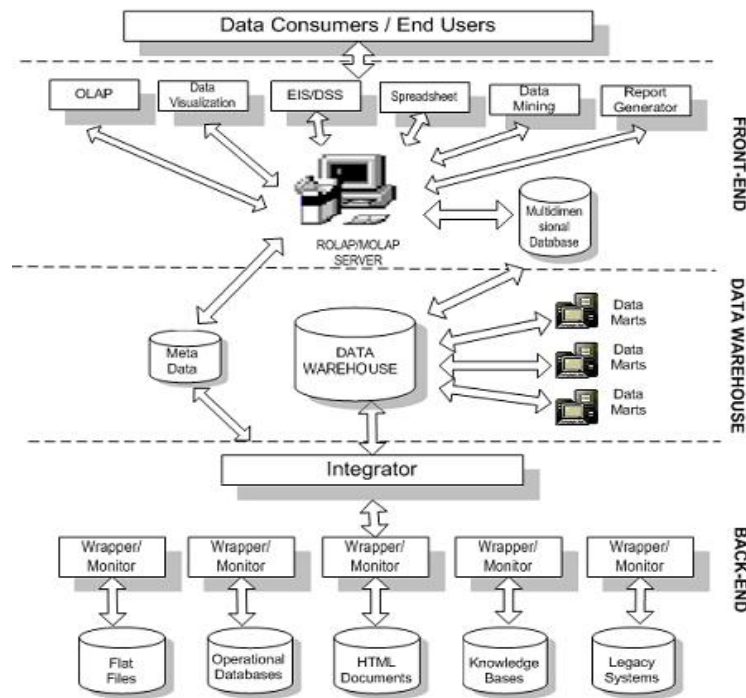 Data Consumers / End Users
OLAP
Data
Visualization
EIS/DSS
Spreadsheet
Data
Mining
Report
Generator
FRONT-END
ROLAP/MOLAP
SERVER
Multidimen
sional
Database
Meta
Data
DATA
WAREHOUSE
Data
Marts
Data
Marts
Data
Marts
DATA WAREHOUSE
Integrator
Wrapper/
Monitor
Wrapper/
Monitor
Wrapper/
Monitor
Wrapper/
Monitor
Wrapper/
Monitor
BACK-END
Flat
Files
Operational
Databases
HTML
Documents
Knowledge
Bases
Legacy
Systems